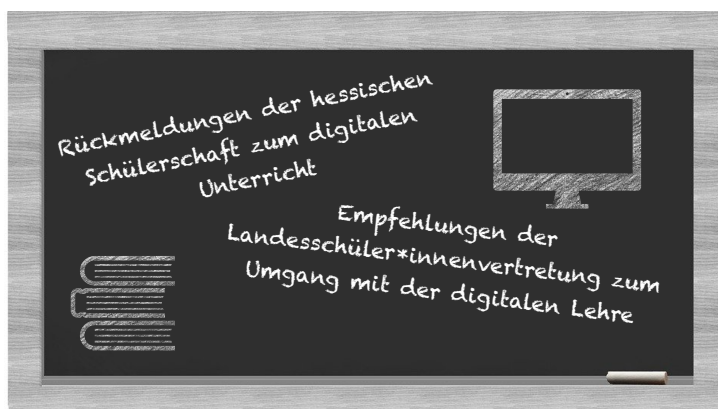 Rückmeldungen der hessischen
Schülerschaft zum digitalen
Unterricht
Empfehlungen der
Landesschüler*innenvertretung zum
Umgang mit der digitalen Lehre